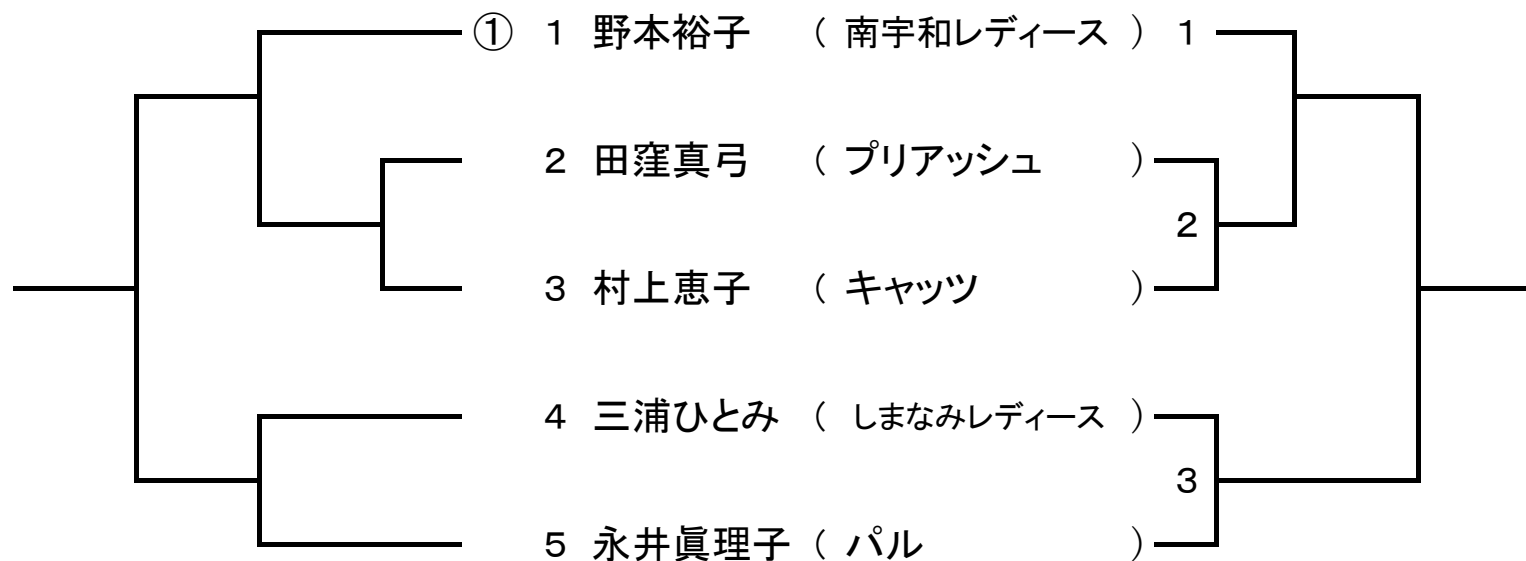 ① 1 野本裕子 ( 南宇和レディース ) 1
2 田窪真弓 ( プリアッシュ )
2
3 村上恵子 ( キャッツ )
4 三浦ひとみ ( しまなみレディース )
3
5 永井眞理子 ( パル )